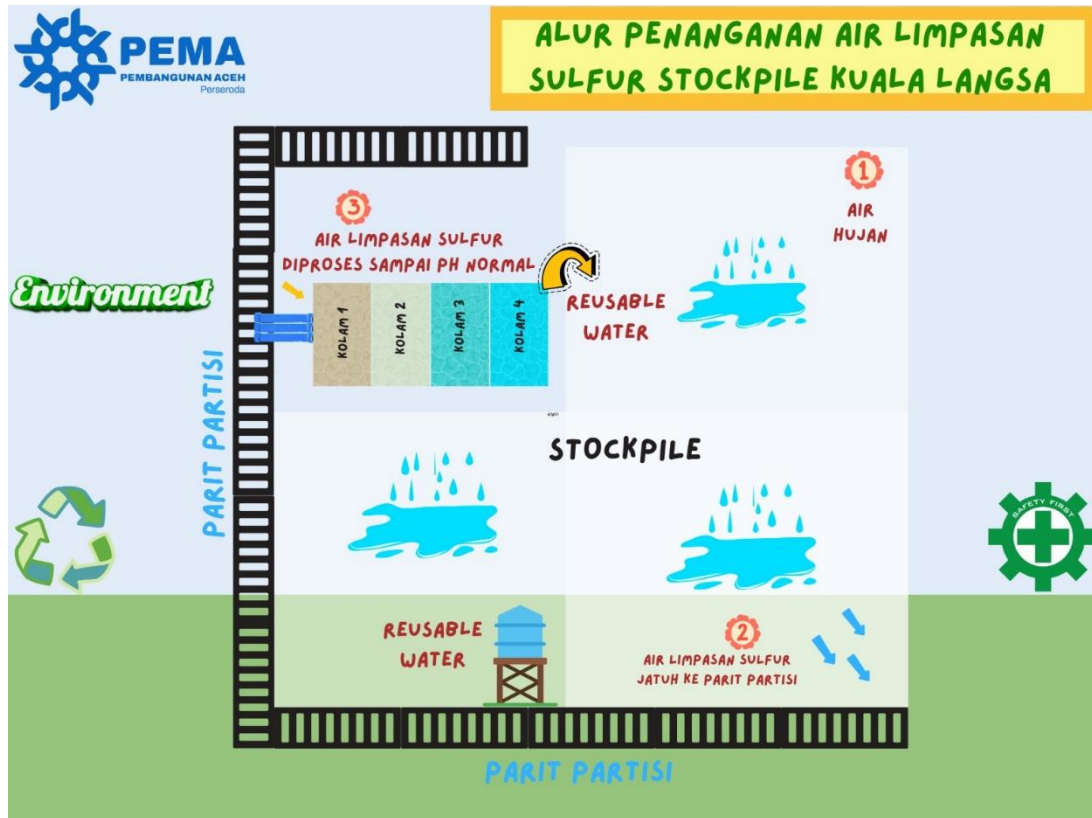 PEMA
PEMBANGUNAN ACEH
Perseroda
ALUR PENANGANAN AIR LIMPASAN
SULFUR STOCKPILE KUALA LANGSA
1
AIR
HUJAN
3
AIR LIMPASAN SULFUR
DIPROSES SAMPAI PH NORMAL
REUSABLE
WATER
Environment
KOLAM 1
KOLAM 2
KOLAM 3
KOLAM 4
PARIT PARTISI
STOCKPILE
SAFETY FIRST
REUSABLE
WATER
2
AIR LIMPASAN SULFUR
JATUH KE PARIT PARTISI
PARIT PARTISI